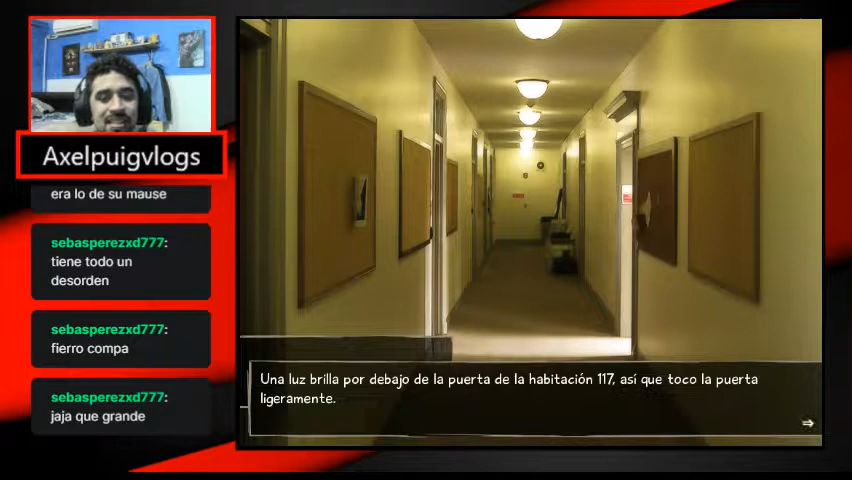 Axelpuigvlogs
era lo de su mause
sebasperezxd777:
tiene todo un
desorden
sebasperezxd777:
fierro compa
sebasperezxd777:
jaja que grande
Una luz brilla por debajo de la puerta de la habitación 117, así que toco la puerta
ligeramente.